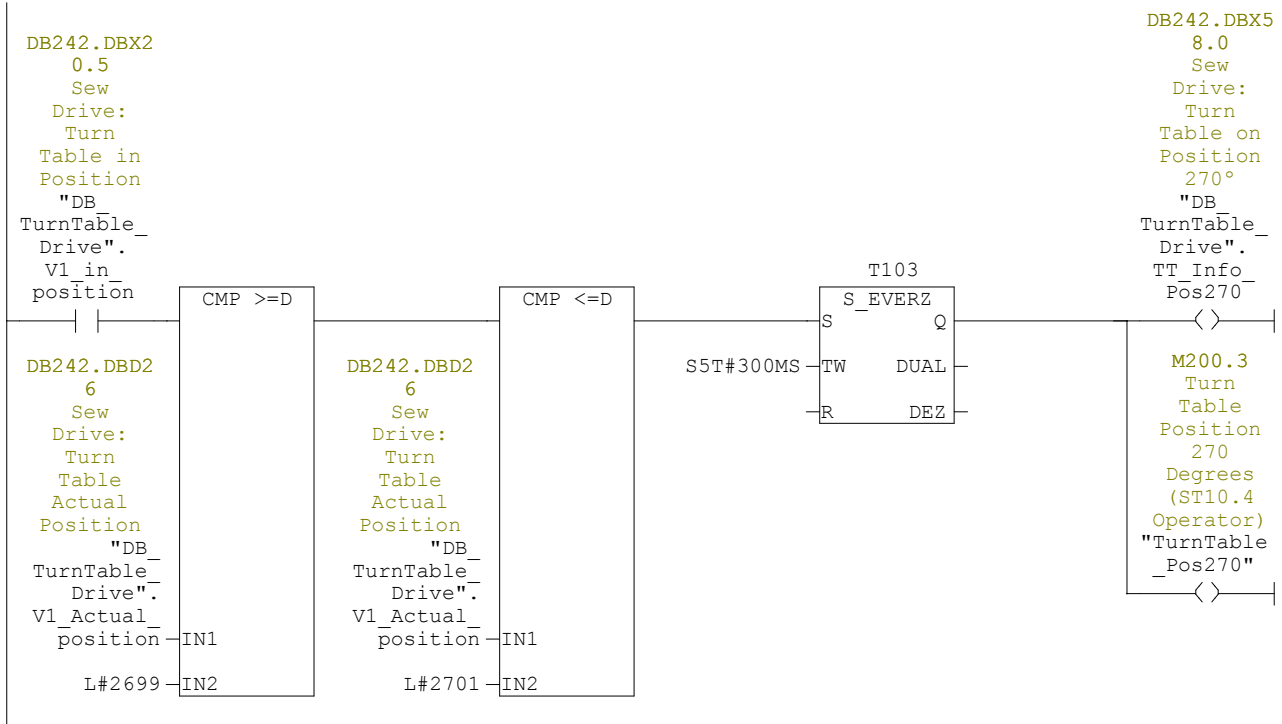 DB242.DBX2
0.5
Sew
Drive:
Turn
Table in
Position
"DB_
TurnTable_
Drive".
V1_in_
position
CMP >=D
DB242.DBD2
6
Sew
Drive:
Turn
Table
Actual
Position
"DB_
TurnTable_
Drive".
V1_Actual_
position
IN1
L#2699
IN2
CMP <=D
DB242.DBD2
6
Sew
Drive:
Turn
Table
Actual
Position
"DB_
TurnTable_
Drive".
V1_Actual_
position
IN1
L#2701
IN2
T103
S_EVERZ
S Q
S5T#300MS TW DUAL
R DEZ
DB242.DBX5
8.0
Sew
Drive:
Turn
Table on
Position
270°
"DB_
TurnTable_
Drive".
TT_Info_
Pos270
M200.3
Turn
Table
Position
270
Degrees
(ST10.4
Operator)
"TurnTable
_Pos270"